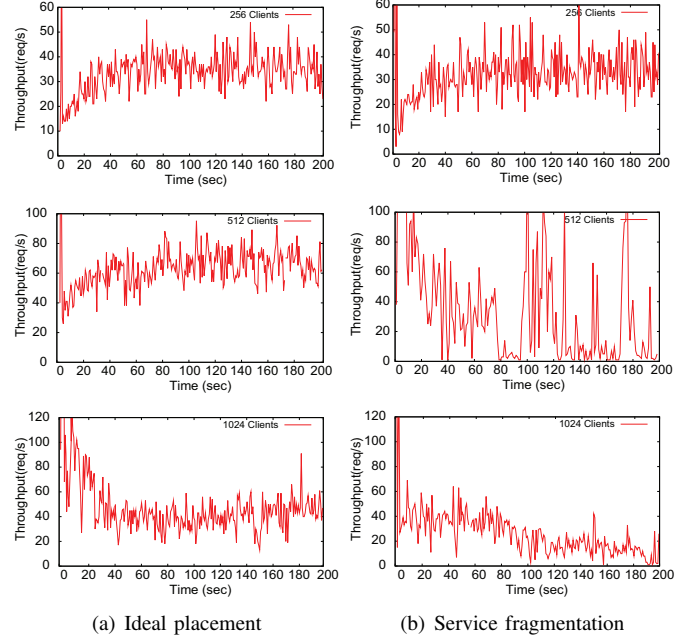 60
50
40
30
20
10
0
0 20 40 60 80 100 120 140 160 180 200
Throughput(req/s)
Time (sec)
256 Clients
60
50
40
30
20
10
0
0 20 40 60 80 100 120 140 160 180 200
Throughput(req/s)
Time (sec)
256 Clients
100
80
60
40
20
0
0 20 40 60 80 100 120 140 160 180 200
Throughput(req/s)
Time (sec)
512 Clients
100
80
60
40
20
0
0 20 40 60 80 100 120 140 160 180 200
Throughput(req/s)
Time (sec)
512 Clients
120
100
80
60
40
20
0
0 20 40 60 80 100 120 140 160 180 200
Throughput(req/s)
Time (sec)
1024 Clients
120
100
80
60
40
20
0
0 20 40 60 80 100 120 140 160 180 200
Throughput(req/s)
Time (sec)
1024 Clients
(a) Ideal placement
(b) Service fragmentation